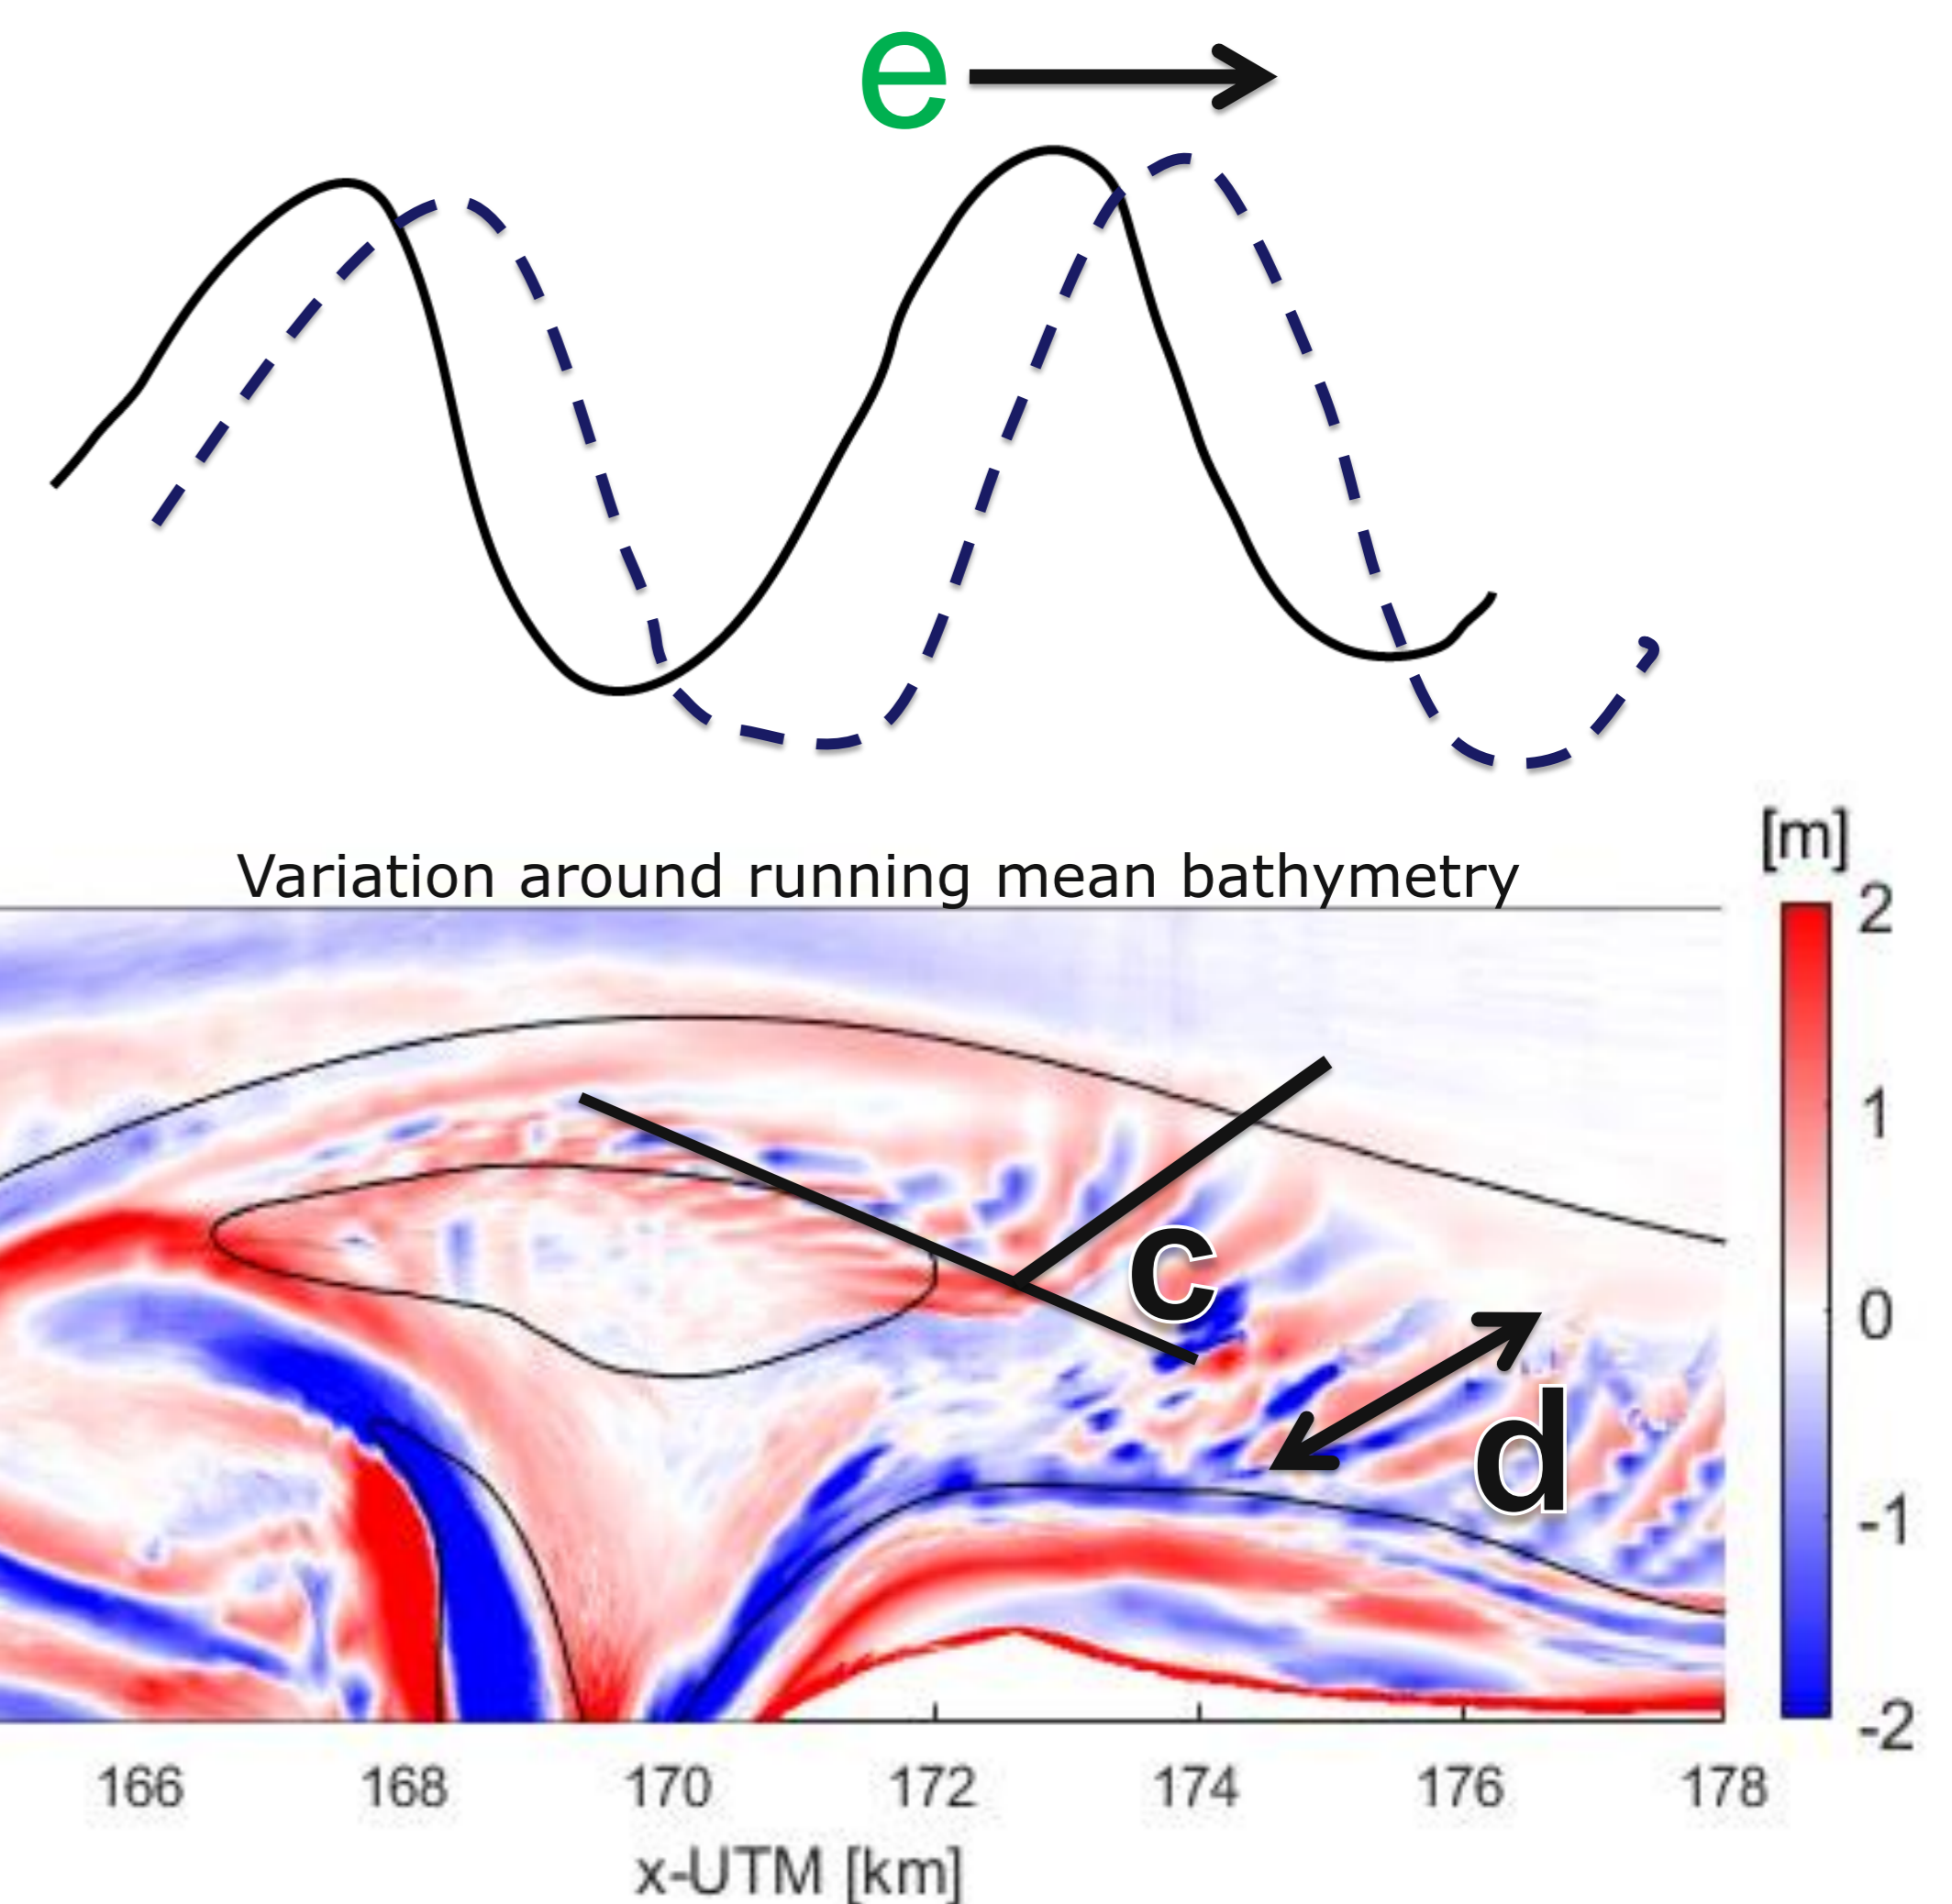 e
Variation around running mean bathymetry
[m]
2
1
0
-1
-2
c
d
166 168 170 172 174 176 178
x-UTM [km]